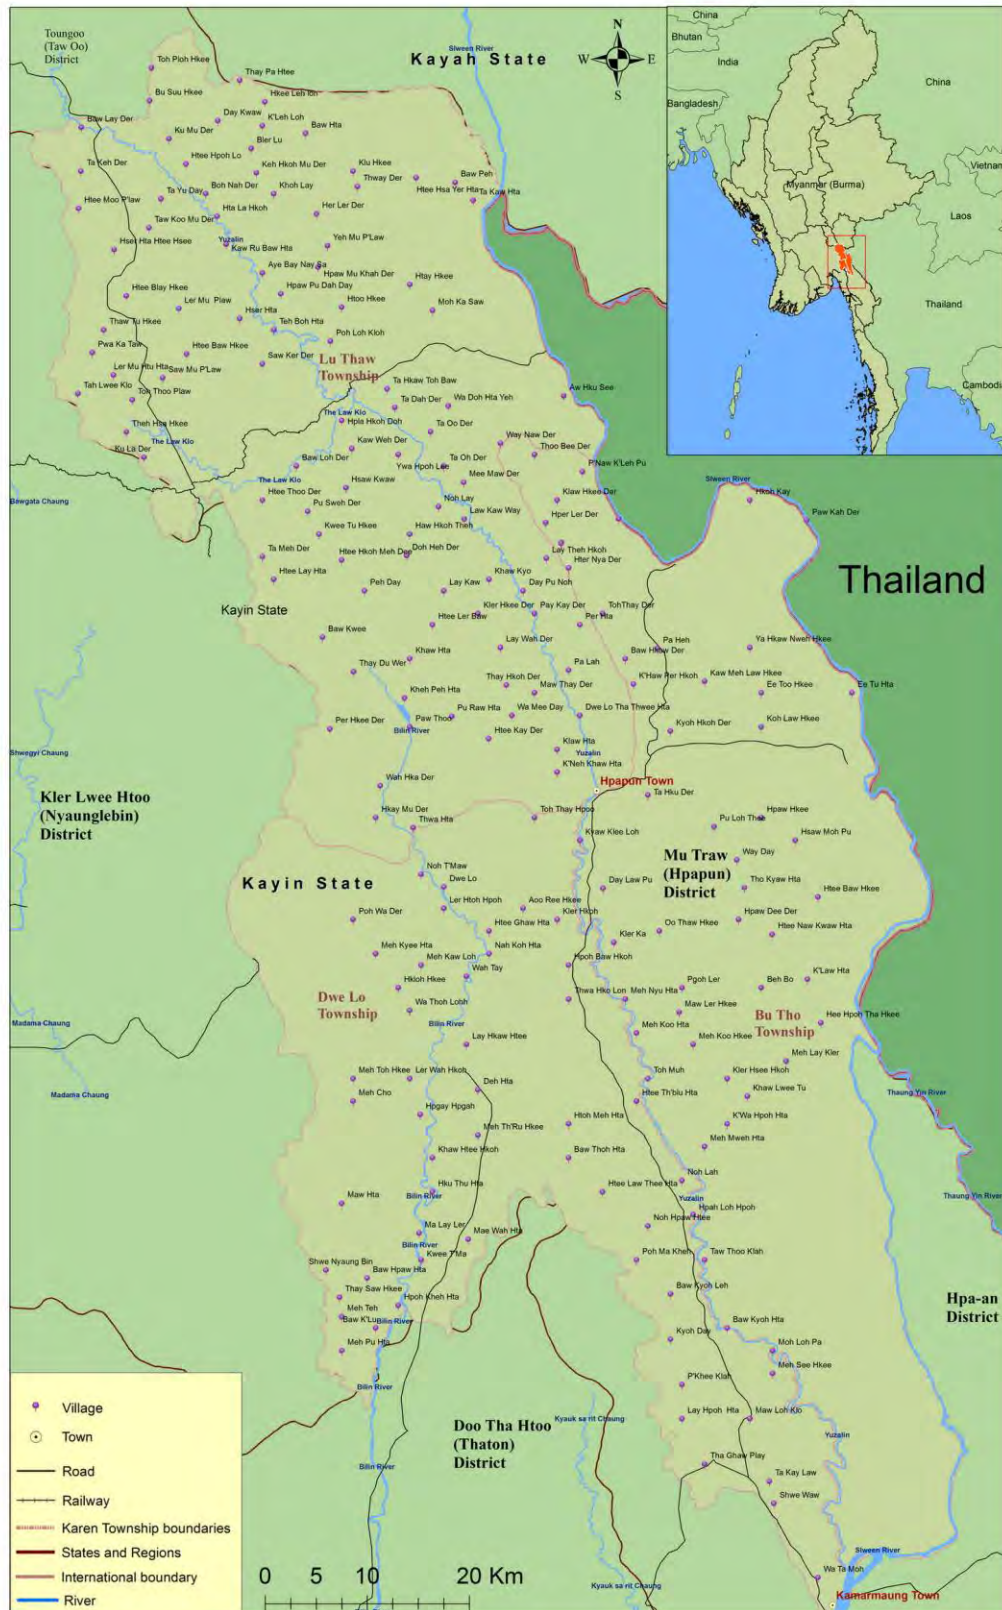 Toungoo
(Taw Oo)
District
Slween River
Kayah State
N
W
E
S
China
Bhutan
India
China
Bangladesh
Vietnam
Myanmar (Burma)
Laos
Thailand
Cambodia
Toh Ploh Hkee
Thay Pa Htee
Bu Suu Hkee
Hkee Leh Loh
Day Kwaw
K'Leh Loh
Baw Lay Der
Ku Mu Der
Baw Hta
Bler Lu
Htee Hpoh Lo
Keh Hkoh Mu Der
Klu Hkee
Ta Keh Der
Thway Der
Baw Peh
Boh Nah Der
Khoh Lay
Htee Hsa Yer Hta
Ta Yu Day
Ta Kaw Hta
Htee Moo P'law
Hta La Hkoh
Her Ler Der
Taw Koo Mu Der
Yuzalin
Yeh Mu P'Law
Hser Hta Htee Hsee
Kaw Ru Baw Hta
Aye Bay Nay Sa
Hpaw Mu Khah Der
Htay Hkee
Htee Blay Hkee
Hpaw Pu Dah Day
Ler Mu Plaw
Htoo Hkee
Moh Ka Saw
Hser Hta
Thaw Tu Hkee
Teh Boh Hta
Poh Loh Kloh
Pwa Ka Taw
Htee Baw Hkee
Lu Thaw
Township
Saw Ker Der
Ler Mu Htu Hta
Saw Mu P'Law
Tah Lwee Klo
Toh Thoo Plaw
Ta Hkaw Toh Baw
Aw Hku See
Wa Doh Hta Yeh
Ta Dah Der
The Law Klo
Hpla Hkoh Doh
Theh Hse Hkee
Ta Oo Der
The Law Klo
Way Naw Der
Kaw Weh Der
Thoo Bee Der
Ku La Der
Baw Loh Der
Ywa Hpoh Lee
Ta Oh Der
P'Naw K'Leh Pu
The Law Klo
Mee Maw Der
Slween River
Hsaw Kwaw
Bawgata Chaung
Htee Thoo Der
Noh Lay
Klaw Hkee Der
Hkoh Kay
Pu Sweh Der
Law Kaw Way
Hper Ler Der
Paw Kah Der
Kwee Tu Hkee
Haw Hkoh Theh
Ta Meh Der
Htee Hkoh Meh Der
Doh Heh Der
Lay Theh Hkoh
Hter Nya Der
Thailand
Htee Lay Hta
Khaw Kyo
Peh Day
Lay Kaw
Day Pu Noh
Kayin State
Kler Hkee Der
Pay Kay Der
TohThay Der
Htee Ler Baw
Per Hta
Baw Kwee
Lay Wah Der
Pa Heh
Ya Hkaw Nweh Hkee
Khaw Hta
Baw Hkaw Der
Thay Du Wer
Pa Lah
Thay Hkoh Der
K'Haw Per Hkoh
Kaw Meh Law Hkee
Kheh Peh Hta
Maw Thay Der
Ee Too Hkee
Ee Tu Hta
Pu Raw Hta
Wa Mee Day
Dwe Lo Tha Thwee Hta
Per Hkee Der
Paw Thoo
Bilin River
Kyoh Hkoh Der
Koh Law Hkee
Htee Kay Der
Klaw Hta
Shwegyi Chaung
Yuzalin
K'Neh Khaw Hta
Wah Hka Der
Hpapun Town
Ta Hku Der
Kler Lwee Htoo
(Nyaunglebin)
District
Hkay Mu Der
Toh Thay Hpoo
Hpaw Hkee
Thwa Hta
Pu Loh Thee
Kyaw Klee Loh
Hsaw Moh Pu
Mu Traw
(Hpapun)
District
Way Day
Noh T'Maw
Kayin State
Dwe Lo
Day Law Pu
Tho Kyaw Hta
Htee Baw Hkee
Ler Htoh Hpoh
Aoo Ree Hkee
Poh Wa Der
Htee Ghaw Hta
Kler Hkoh
Oo Thaw Hkee
Hpaw Dee Der
Kler Ka
Htee Naw Kwaw Hta
Meh Kyee Hta
Nah Koh Hta
Meh Kaw Loh
Hpoh Baw Hkoh
Wah Tay
K'Law Hta
Hkloh Hkee
Pgoh Ler
Beh Bo
Dwe Lo
Township
Wa Thoh Lohh
Thwa Hko Lon
Meh Nyu Hta
Maw Ler Hkee
Bu Tho
Township
Madama Chaung
Bilin River
Meh Koo Hta
Hee Hpoh Tha Hkee
Lay Hkaw Htee
Meh Koo Hkee
Meh Lay Kler
Meh Toh Hkee
Ler Wah Hkoh
Toh Muh
Kler Hsee Hkoh
Madama Chaung
Meh Cho
Deh Hta
Htee Th'blu Hta
Khaw Lwee Tu
Thaung Yin River
Hpgay Hpgah
Htoh Meh Hta
K'Wa Hpoh Hta
Meh Th'Ru Hkee
Meh Mweh Hta
Khaw Htee Hkoh
Baw Thoh Hta
Noh Lah
Hku Thu Hta
Htee Law Thee Hta
Maw Hta
Bilin River
Yuzalin
Thaung Yin River
Hpah Loh Hpoh
Ma Lay Ler
Mae Wah Hta
Noh Hpaw Htee
Bilin River
Kwee T'Ma
Poh Ma Kheh
Taw Thoo Klah
Shwe Nyaung Bin
Baw Hpaw Hta
Thay Saw Hkee
Hpoh Kheh Hta
Baw Kyoh Leh
Hpa-an
District
Meh Teh
Baw K'Lu
Bilin River
Kyoh Day
Baw Kyoh Hta
Meh Pu Hta
Moh Loh Pa
Meh See Hkee
Bilin River
P'Khee Klah
Village
Lay Hpoh Hta
Maw Loh Klo
Town
Doo Tha Htoo
(Thaton)
District
Kyauk sa rit Chaung
Yuzalin
Road
Bilin River
Tha Ghaw Play
Ta Kay Law
Railway
Shwe Waw
Karen Township boundaries
States and Regions
Slween River
International boundary
0 5 10 20 Km
Wa Ta Moh
River
Kyauk sa rit Chaung
Kamarmaung Town